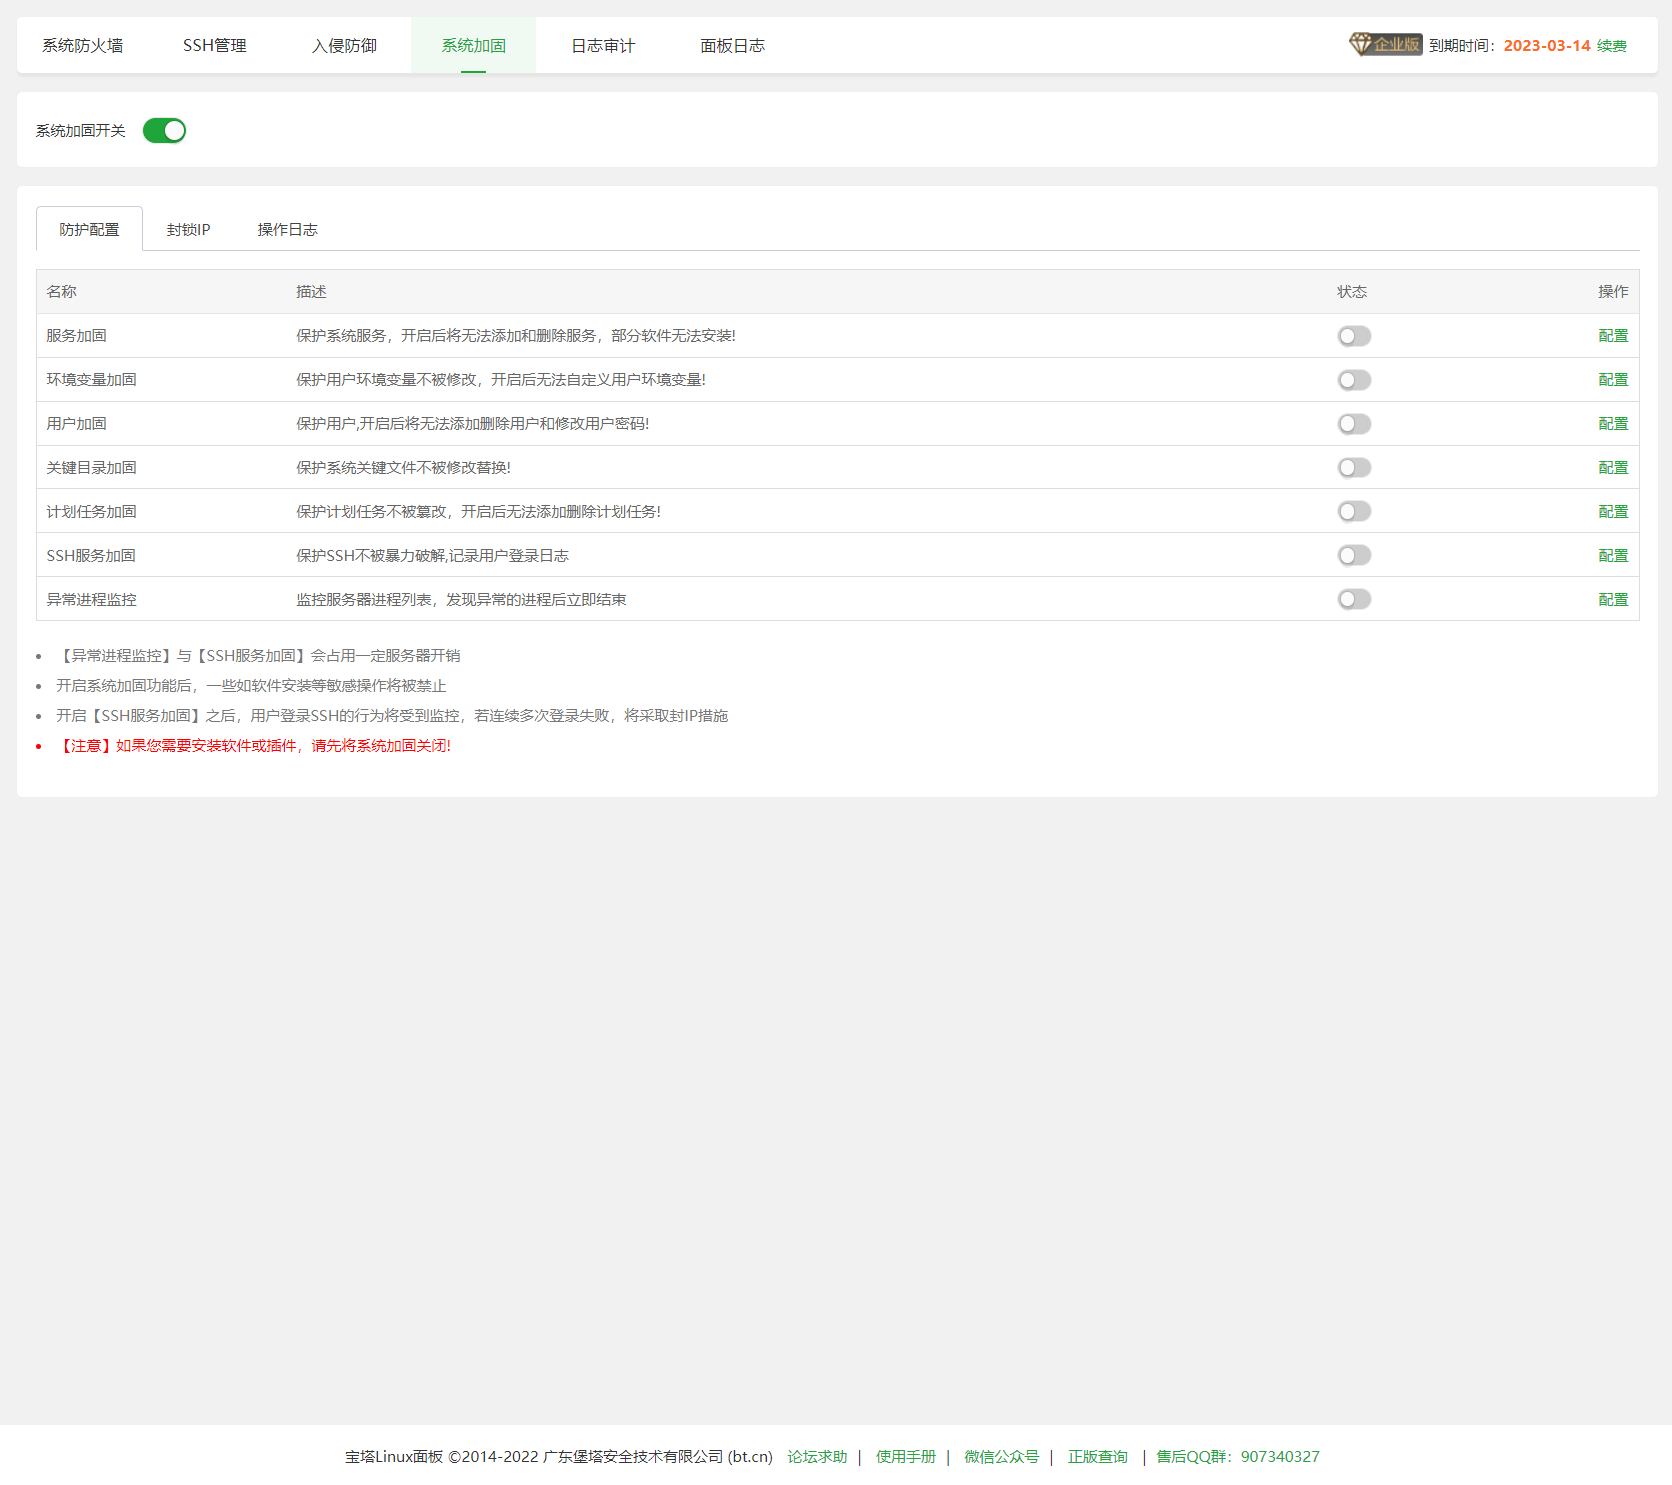 系统防火墙 SSH管理 入侵防御 系统加固 日志审计 面板日志 企业版 到期时间：2023-03-14 续费
系统加固开关
防护配置 封锁IP 操作日志
名称 描述 状态 操作
服务加固 保护系统服务，开启后将无法添加和删除服务，部分软件无法安装! 配置
环境变量加固 保护用户环境变量不被修改，开启后无法自定义用户环境变量! 配置
用户加固 保护用户,开启后将无法添加删除用户和修改用户密码! 配置
关键目录加固 保护系统关键文件不被修改替换! 配置
计划任务加固 保护计划任务不被篡改，开启后无法添加删除计划任务! 配置
SSH服务加固 保护SSH不被暴力破解,记录用户登录日志 配置
异常进程监控 监控服务器进程列表，发现异常的进程后立即结束 配置
• 【异常进程监控】与【SSH服务加固】会占用一定服务器开销
• 开启系统加固功能后，一些如软件安装等敏感操作将被禁止
• 开启【SSH服务加固】之后，用户登录SSH的行为将受到监控，若连续多次登录失败，将采取封IP措施
• 【注意】如果您需要安装软件或插件，请先将系统加固关闭!
宝塔Linux面板 ©2014-2022 广东堡塔安全技术有限公司 (bt.cn) 论坛求助 | 使用手册 | 微信公众号 | 正版查询 | 售后QQ群：907340327